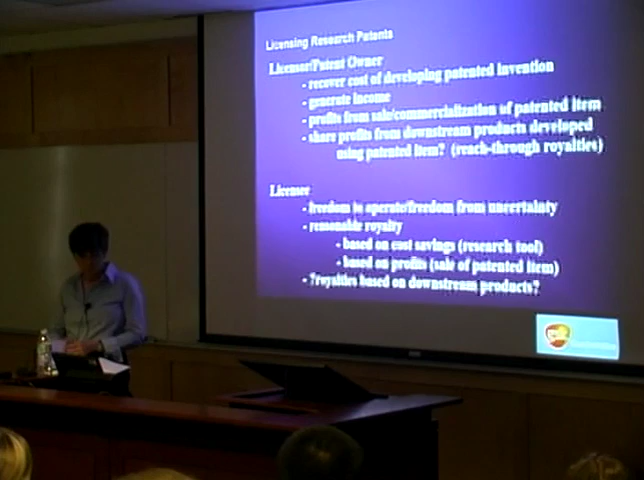 Licensing Research Patents
Licensor/Patent Owner
- recover cost of developing patented invention
- generate income
- profits from sale/commercialization of patented item
- share profits from downstream products developed
using patented item? (reach-through royalties)
Licensee
- freedom to operate/freedom from uncertainty
- reasonable royalty
- based on cost savings (research tool)
- based on profits (sale of patented item)
- ?royalties based on downstream products?